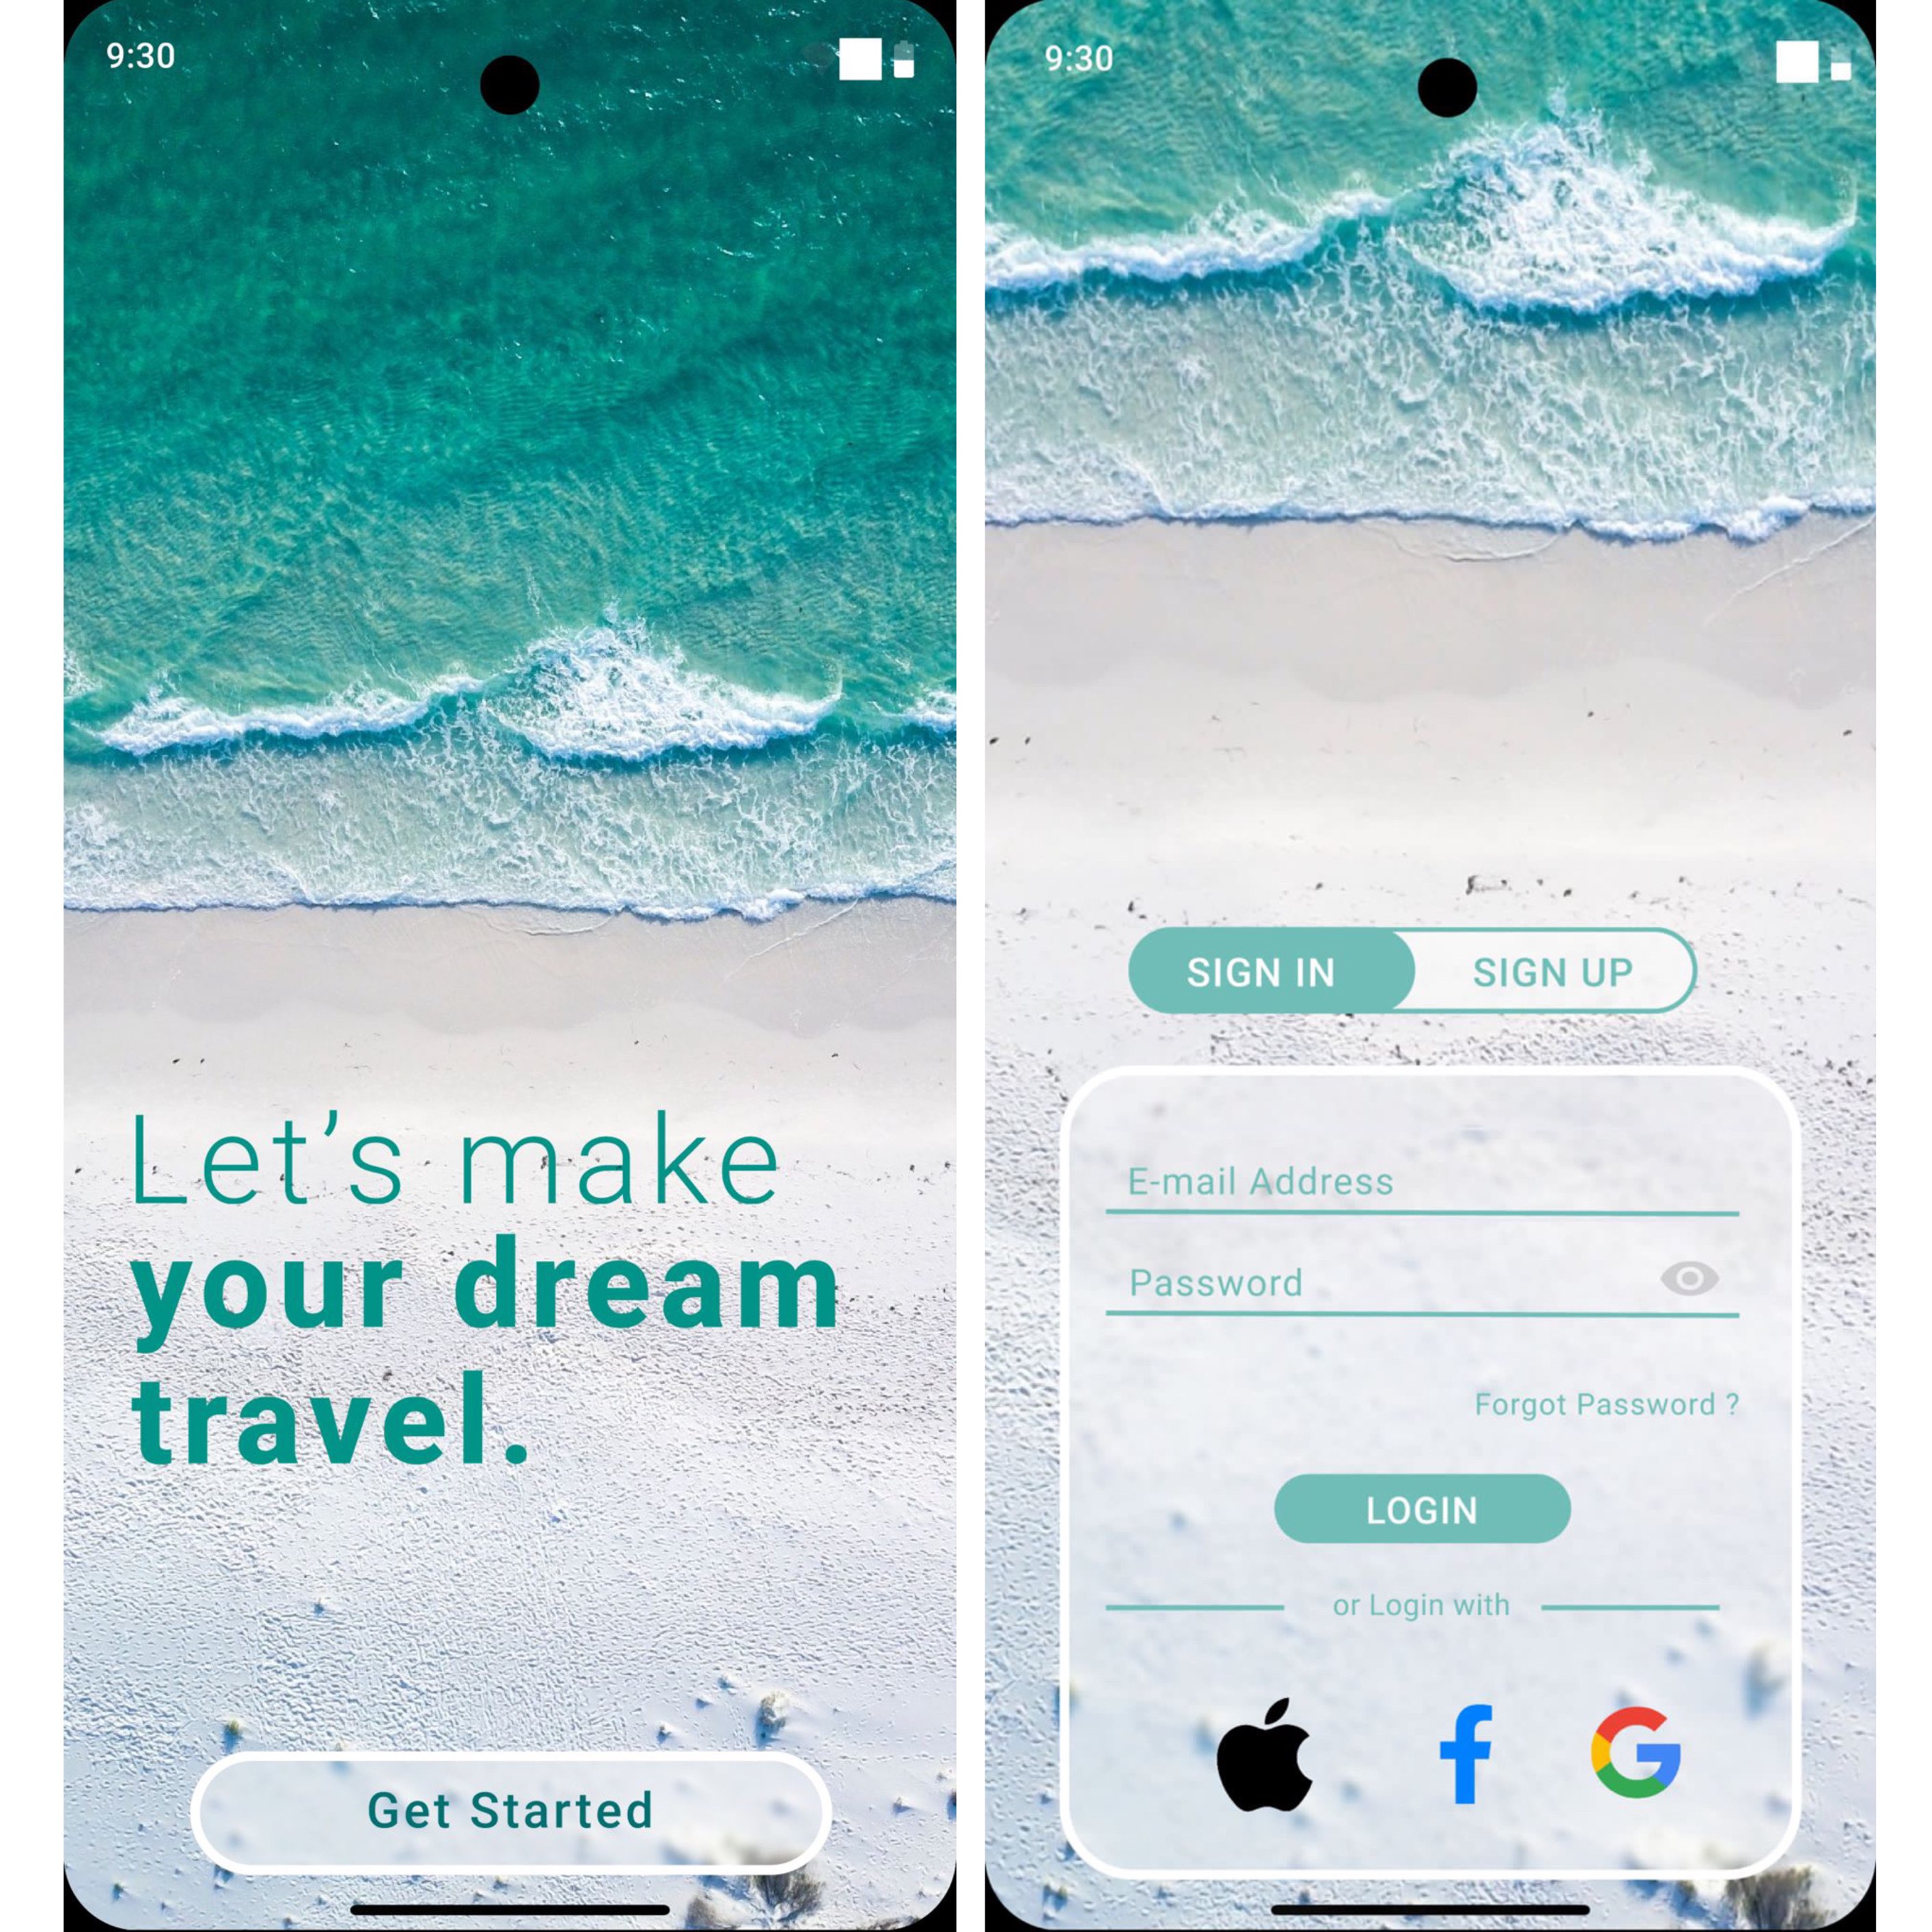 9:30
Let’s make
your dream
travel.
Get Started
9:30
SIGN IN SIGN UP
E-mail Address
Password
Forgot Password ?
LOGIN
or Login with